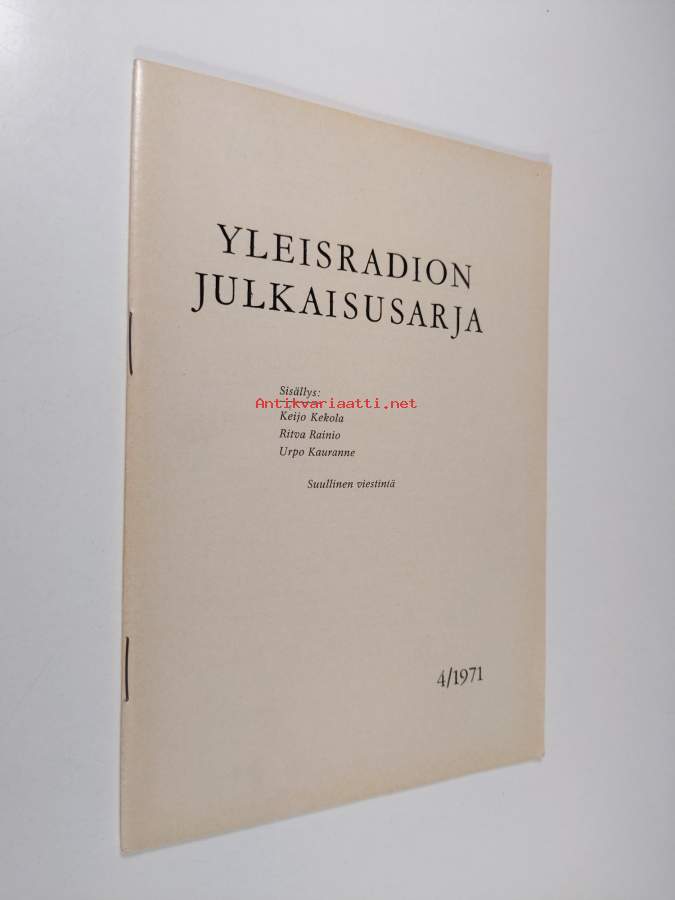 YLEISRADION
JULKAISUSARJA
Sisällys:
Antikvariaatti.net
Keijo Kekola
Ritva Rainio
Urpo Kauranne
Suullinen viestintä
4/1971